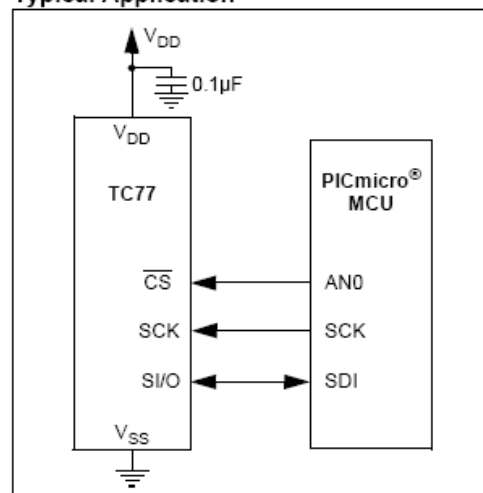 Typical Application
VDD
0.1µF
VDD
TC77
PICmicro®
MCU
CS
AN0
SCK
SCK
SI/O
SDI
VSS